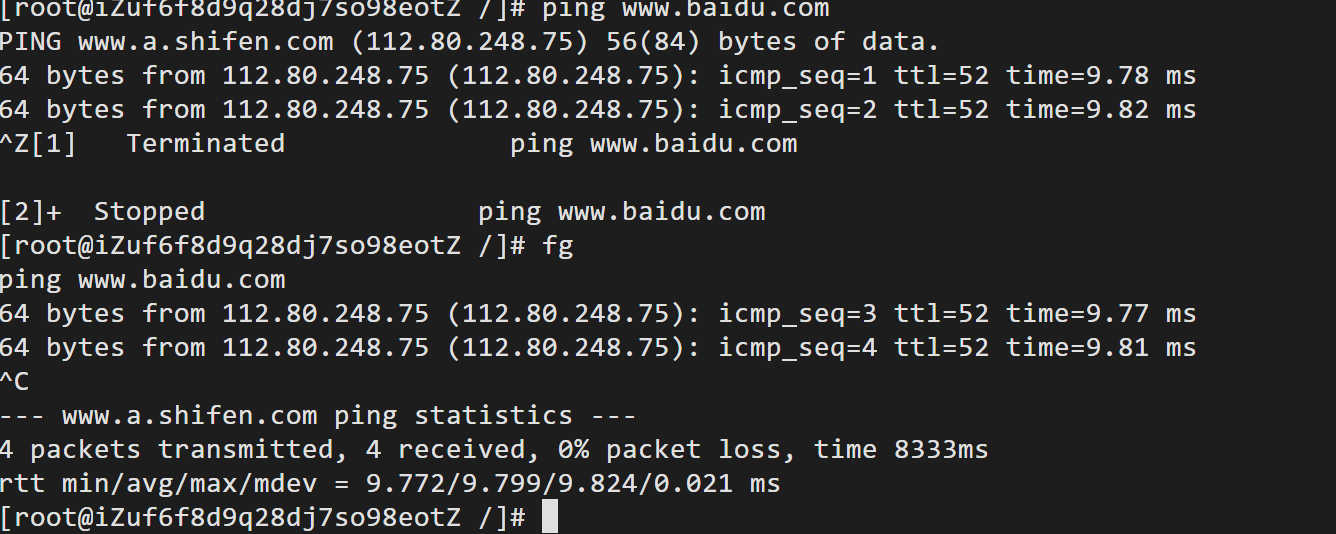 [root@iZuf6f8d9q28dj7so98eotZ /]# ping www.baidu.com
PING www.a.shifen.com (112.80.248.75) 56(84) bytes of data.
64 bytes from 112.80.248.75 (112.80.248.75): icmp_seq=1 ttl=52 time=9.78 ms
64 bytes from 112.80.248.75 (112.80.248.75): icmp_seq=2 ttl=52 time=9.82 ms
^Z[1]   Terminated              ping www.baidu.com

[2]+  Stopped                 ping www.baidu.com
[root@iZuf6f8d9q28dj7so98eotZ /]# fg
ping www.baidu.com
64 bytes from 112.80.248.75 (112.80.248.75): icmp_seq=3 ttl=52 time=9.77 ms
64 bytes from 112.80.248.75 (112.80.248.75): icmp_seq=4 ttl=52 time=9.81 ms
^C
--- www.a.shifen.com ping statistics ---
4 packets transmitted, 4 received, 0% packet loss, time 8333ms
rtt min/avg/max/mdev = 9.772/9.799/9.824/0.021 ms
[root@iZuf6f8d9q28dj7so98eotZ /]#